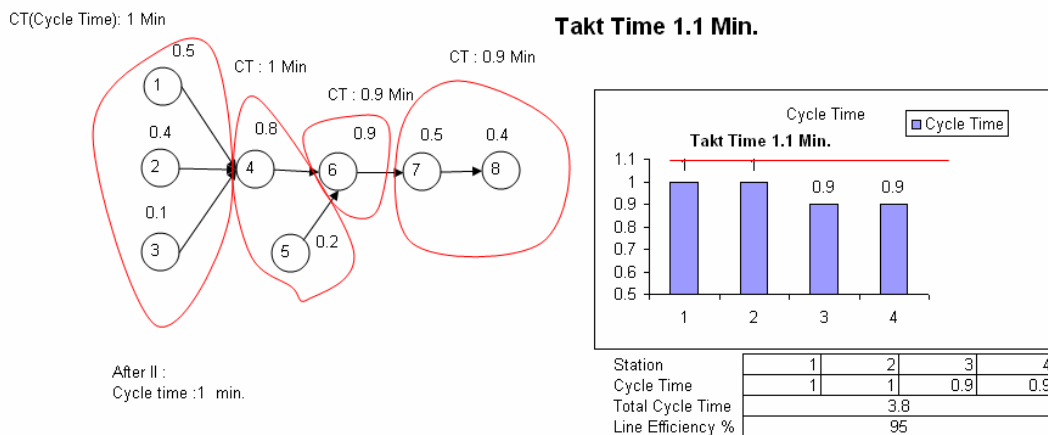 CT(Cycle Time): 1 Min
Takt Time 1.1 Min.
0.5
CT : 1 Min
CT : 0.9 Min
CT : 0.9 Min
1
0.4
0.8
0.9
0.5
0.4
2
4
6
7
8
0.1
3
5
0.2
After II :
Cycle time :1 min.
Cycle Time
Cycle Time
Takt Time 1.1 Min.
1.1
1
0.9
0.8
0.7
0.6
0.5
0.9
0.9
1 2 3 4
Station 1 2 3 4
Cycle Time 1 1 0.9 0.9
Total Cycle Time 3.8
Line Efficiency % 95